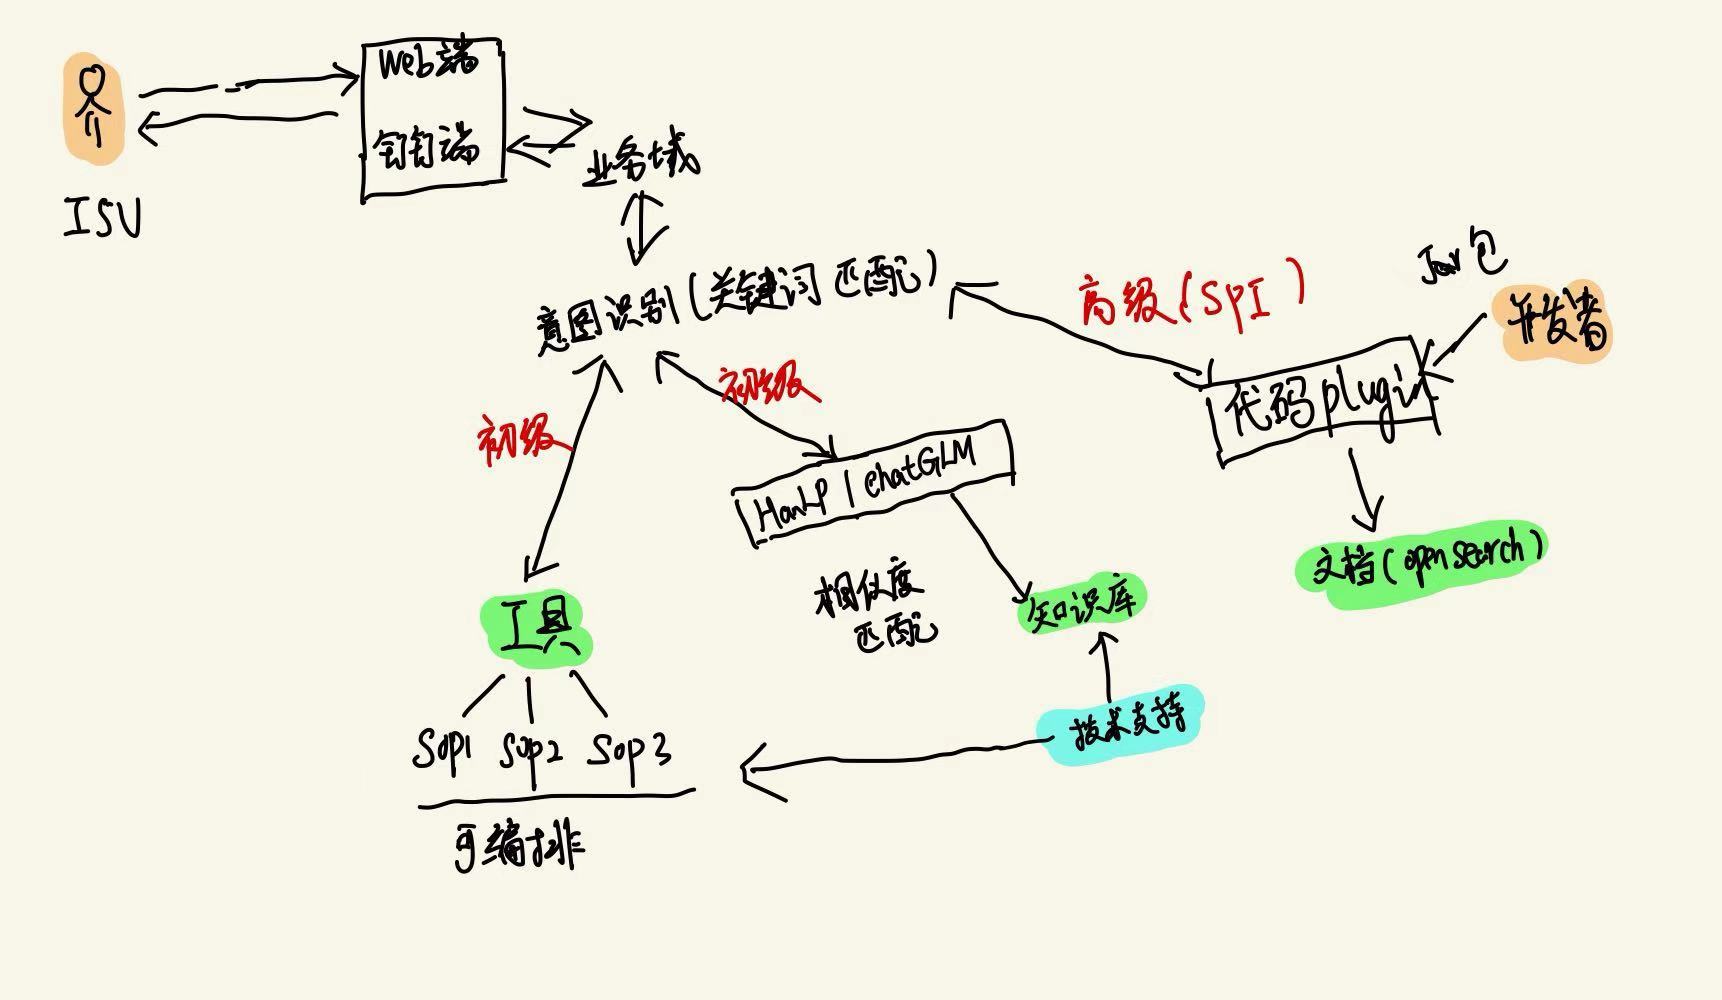 Web端
钉钉端
ISV
业务域
意图识别(关键词匹配)
高级(SPI)
Jar包
开发者
代码plugin
初级
初级
HanLP | chatGLM
相似度
匹配
知识库
文档(opensearch)
工具
技术支持
Sop1 Sop2 Sop3
可编排